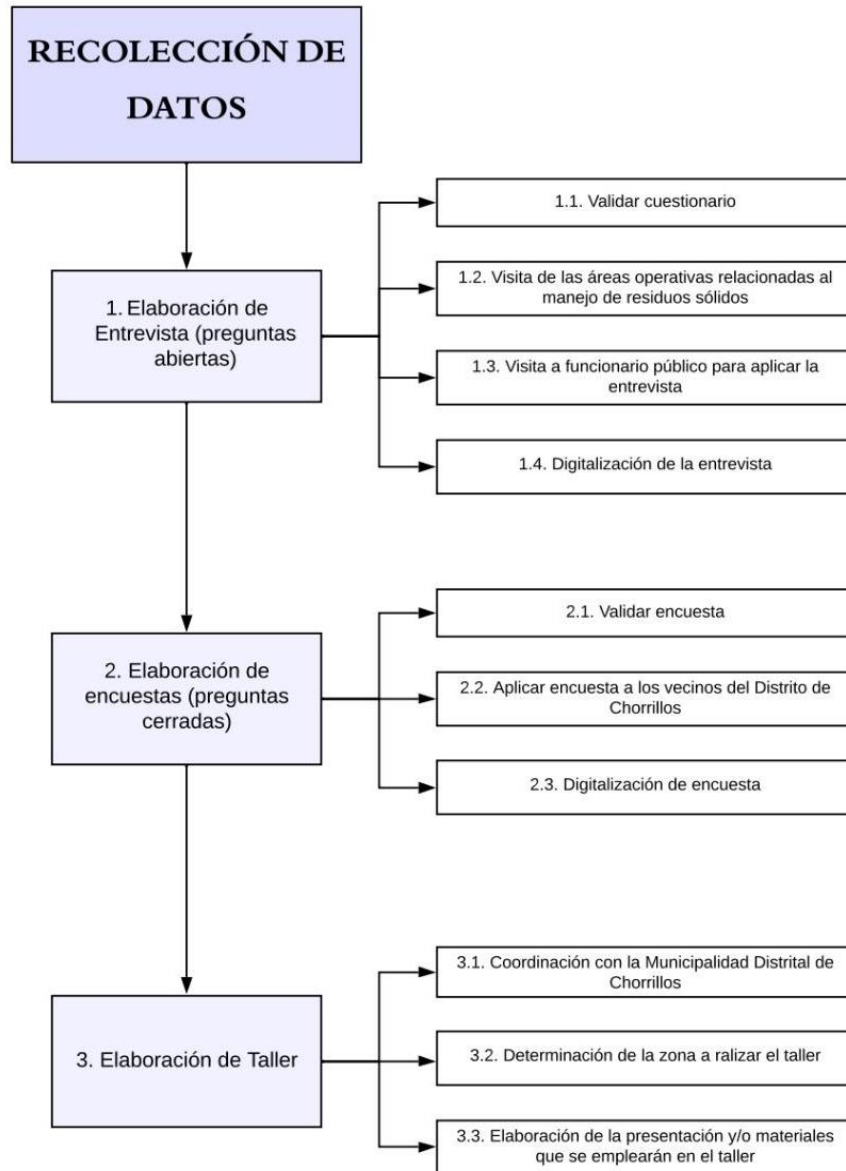 RECOLECCIÓN DE
DATOS
1. Elaboración de
Entrevista (preguntas
abiertas)
1.1. Validar cuestionario
1.2. Visita de las áreas operativas relacionadas al
manejo de residuos sólidos
1.3. Visita a funcionario público para aplicar la
entrevista
1.4. Digitalización de la entrevista
2. Elaboración de
encuestas (preguntas
cerradas)
2.1. Validar encuesta
2.2. Aplicar encuesta a los vecinos del Distrito de
Chorrillos
2.3. Digitalización de encuesta
3. Elaboración de Taller
3.1. Coordinación con la Municipalidad Distrital de
Chorrillos
3.2. Determinación de la zona a ralizar el taller
3.3. Elaboración de la presentación y/o materiales
que se emplearán en el taller